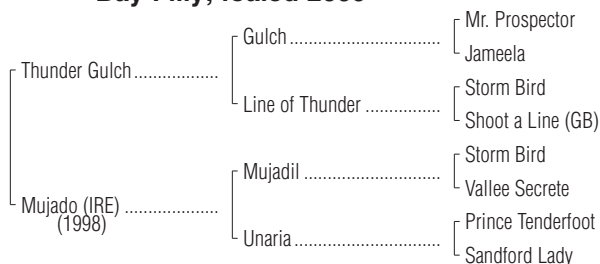 Bay Filly; foaled
Mr. Prospector
Gulch
Jameela
Thunder Gulch
Storm Bird
Line of Thunder
Shoot a Line (GB)
Storm Bird
Mujadil
Vallee Secrete
Mujado (IRE)
(1998)
Prince Tenderfoot
Unaria
Sandford Lady